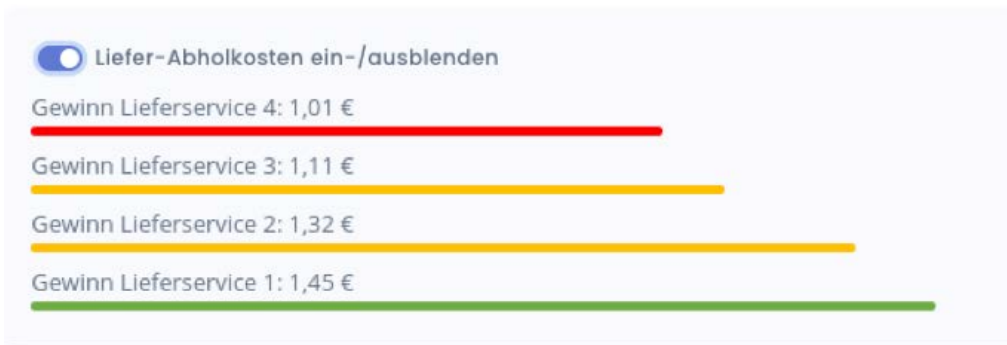 Liefer-Abholkosten ein-/ausblenden
Gewinn Lieferservice 4: 1,01 €
Gewinn Lieferservice 3: 1,11 €
Gewinn Lieferservice 2: 1,32 €
Gewinn Lieferservice 1: 1,45 €